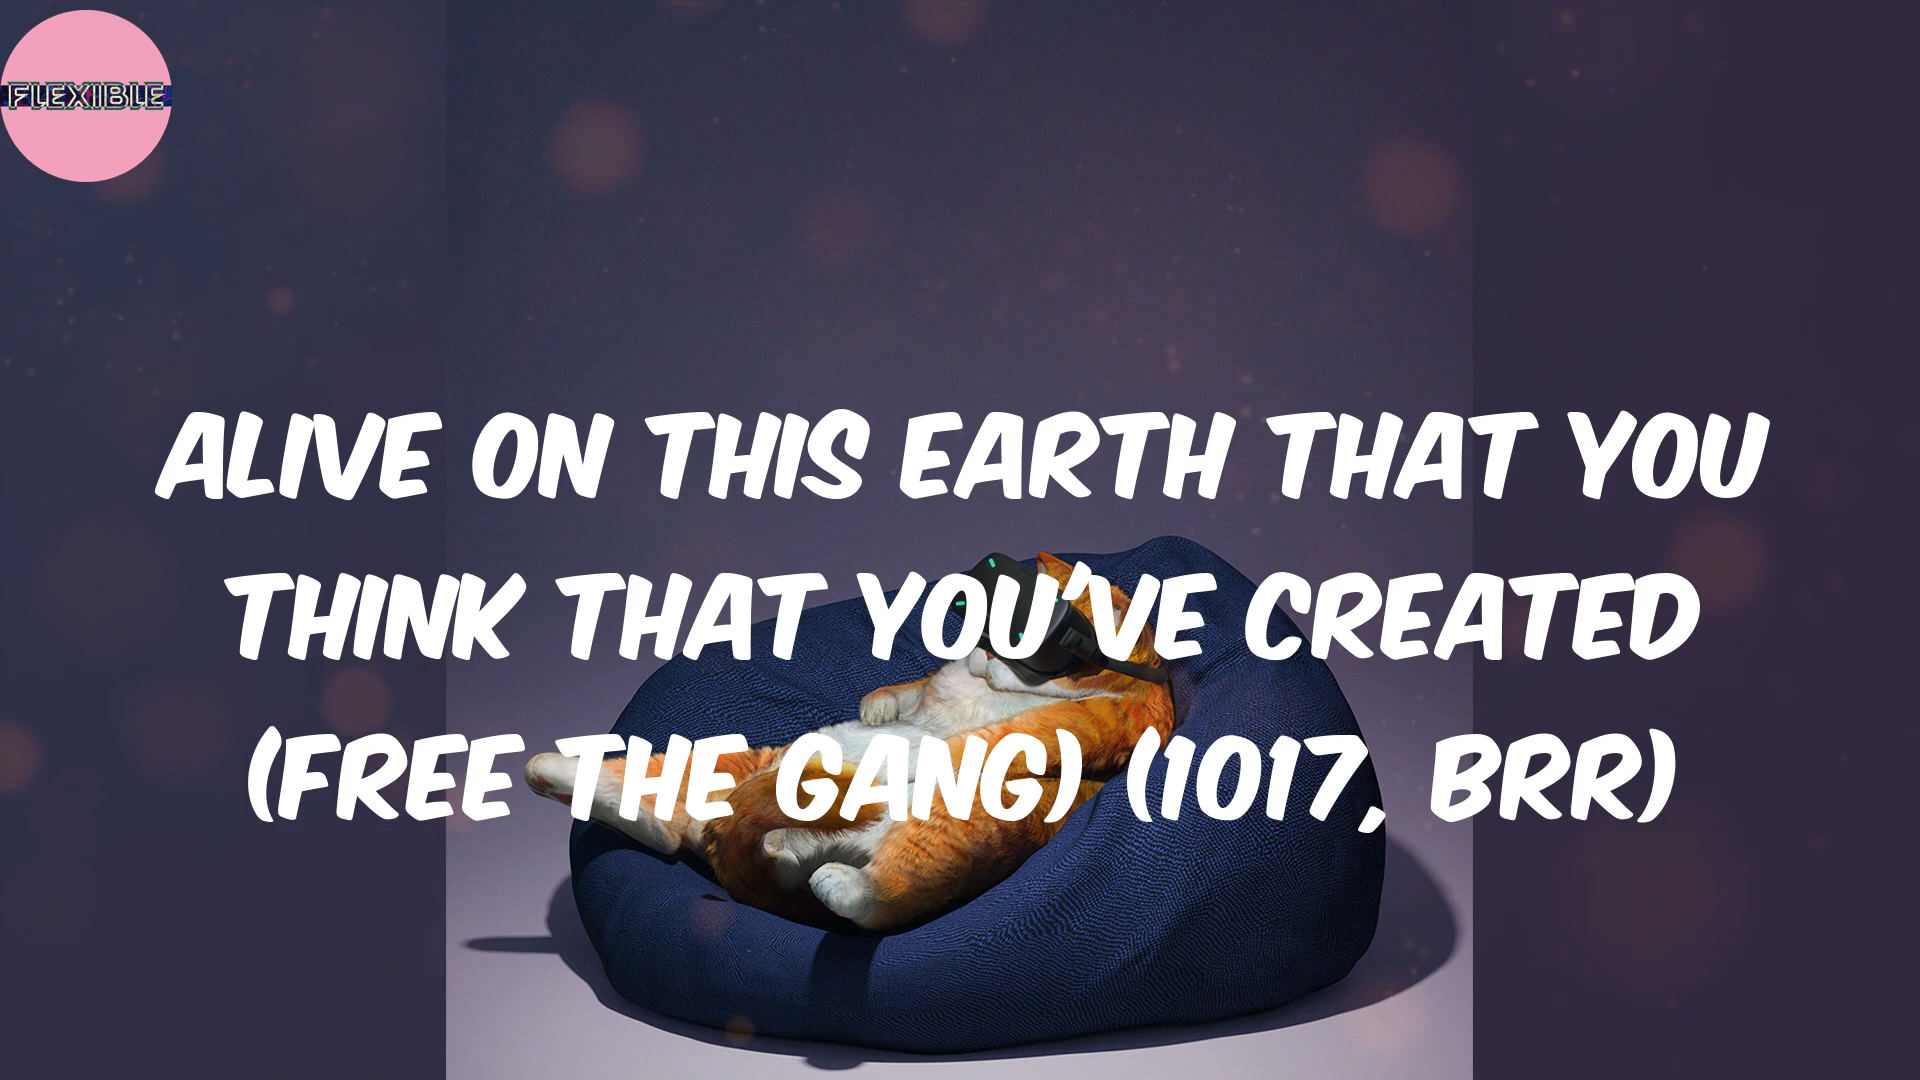 FLEXIBLE
ALIVE ON THIS EARTH THAT YOU
THINK THAT YOU'VE CREATED
(FREE THE GANG) (1017, BRR)